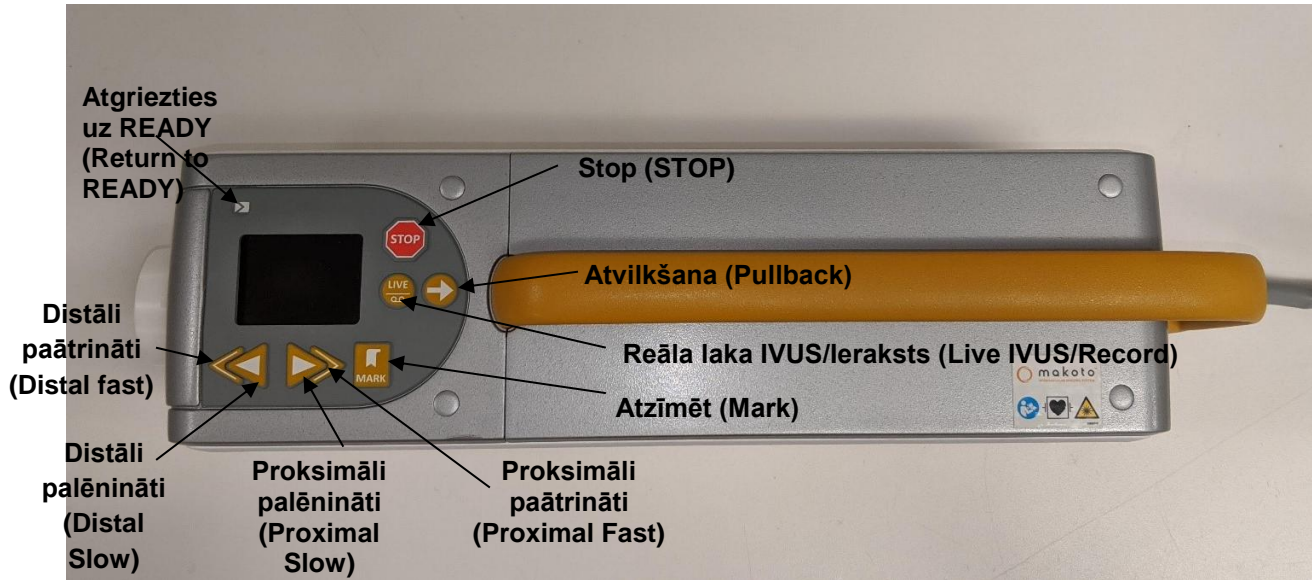 Atgriezties
uz READY
(Return to
READY)
Stop (STOP)
STOP
Atvilkšana (Pullback)
LIVE
Distāli
paātrināti
(Distal fast)
Reāla laka IVUS/Ieraksts (Live IVUS/Record)
makoto
MARK
Atzīmēt (Mark)
Distāli
palēnināti
(Distal
Slow)
Proksimāli
palēnināti
(Proximal
Slow)
Proksimāli
paātrināti
(Proximal Fast)